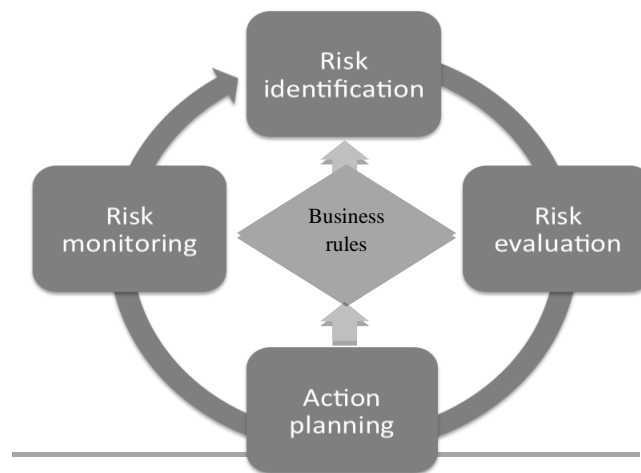 Risk
identification
Business
rules
Risk
monitoring
Risk
evaluation
Action
planning